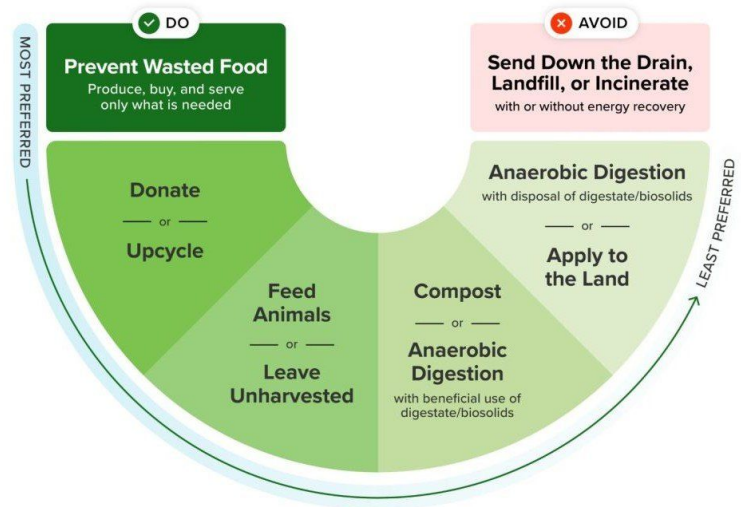 DO
Prevent Wasted Food
Produce, buy, and serve
only what is needed
AVOID
Send Down the Drain,
Landfill, or Incinerate
with or without energy recovery
MOST PREFERRED
Donate
or
Upcycle
Feed
Animals
or
Leave
Unharvested
Compost
or
Anaerobic
Digestion
with beneficial use of
digestate/biosolids
Anaerobic Digestion
with disposal of digestate/biosolids
or
Apply to
the Land
LEAST PREFERRED